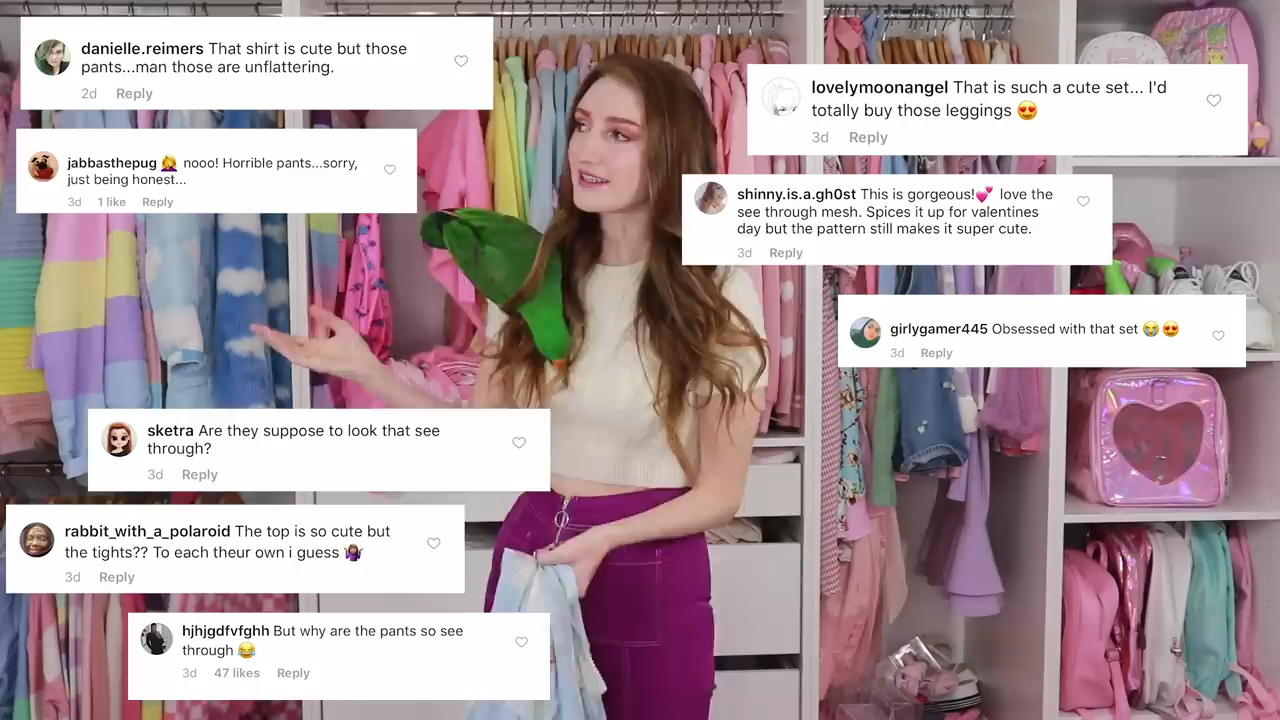 danielle.reimers That shirt is cute but those
pants...man those are unflattering.
2d Reply
jabbasthepug 🤦‍♀️ nooo! Horrible pants...sorry,
just being honest...
3d 1 like Reply
sketra Are they suppose to look that see
through?
3d Reply
rabbit_with_a_polaroid The top is so cute but
the tights?? To each theur own i guess 🤷🏽‍♀️
3d Reply
hjhjgdfvfghh But why are the pants so see
through 😂
3d 47 likes Reply
lovelymoonangel That is such a cute set... I'd
totally buy those leggings 😍
3d Reply
shinny.is.a.gh0st This is gorgeous!💕 love the
see through mesh. Spices it up for valentines
day but the pattern still makes it super cute.
3d Reply
girlygamer445 Obsessed with that set 😭 😍
3d Reply